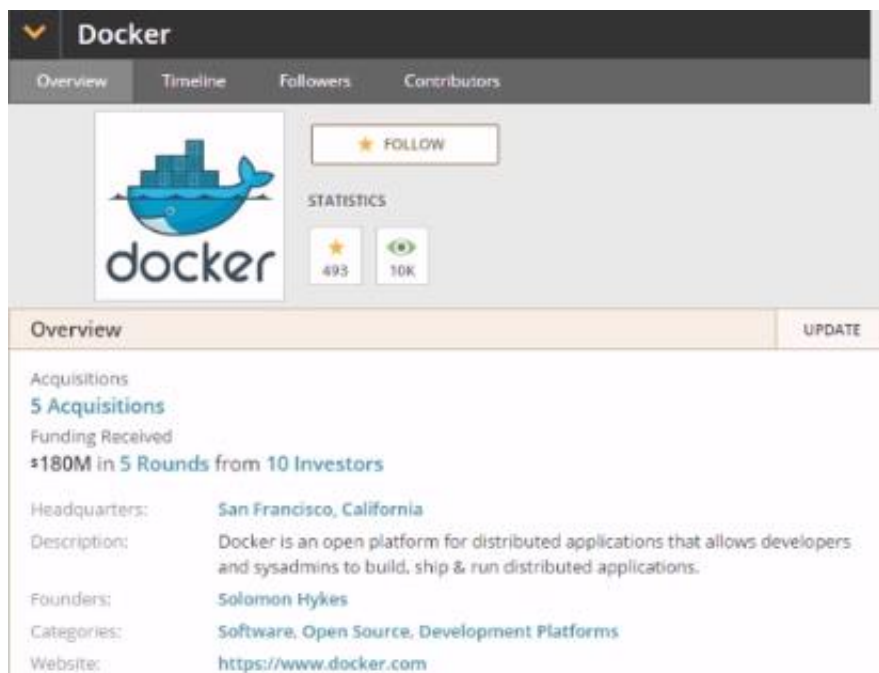 Docker
Overview Timeline Followers Contributors
FOLLOW
STATISTICS
493 10K
docker
Overview UPDATE
Acquisitions
5 Acquisitions
Funding Received
$180M in 5 Rounds from 10 Investors
Headquarters: San Francisco, California
Description: Docker is an open platform for distributed applications that allows developers
and sysadmins to build, ship & run distributed applications.
Founders: Solomon Hykes
Categories: Software, Open Source, Development Platforms
Website: https://www.docker.com